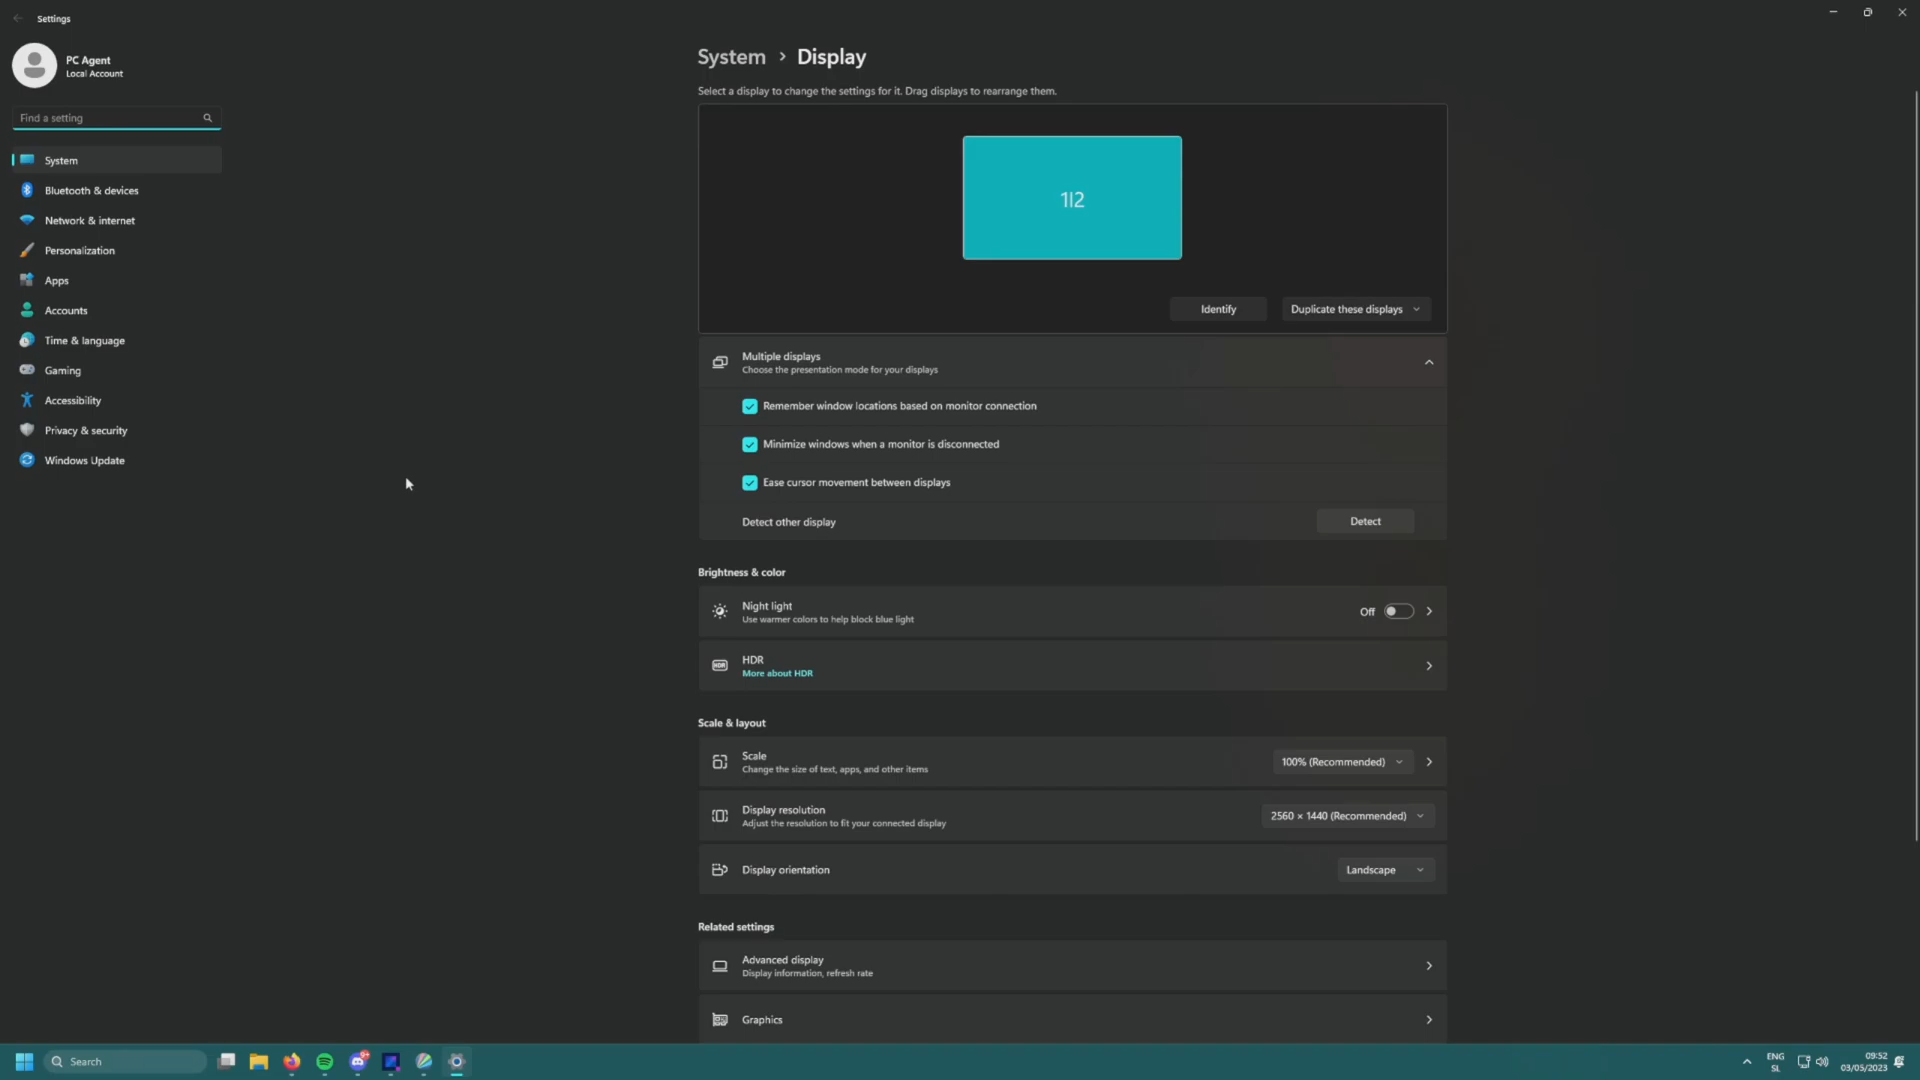 Settings
PC Agent
Local Account
Find a setting
System
Bluetooth & devices
Network & internet
Personalization
Apps
Accounts
Time & language
Gaming
Accessibility
Privacy & security
Windows Update
System > Display
Select a display to change the settings for it. Drag displays to rearrange them.
1|2
Identify
Duplicate these displays
Multiple displays
Choose the presentation mode for your displays
Remember window locations based on monitor connection
Minimize windows when a monitor is disconnected
Ease cursor movement between displays
Detect other display
Detect
Brightness & color
Night light
Use warmer colors to help block blue light
Off
HDR
HDR
More about HDR
Scale & layout
Scale
Change the size of text, apps, and other items
100% (Recommended)
Display resolution
Adjust the resolution to fit your connected display
2560 × 1440 (Recommended)
Display orientation
Landscape
Related settings
Advanced display
Display information, refresh rate
Graphics
Search
ENG
SL
09:52
03/05/2023